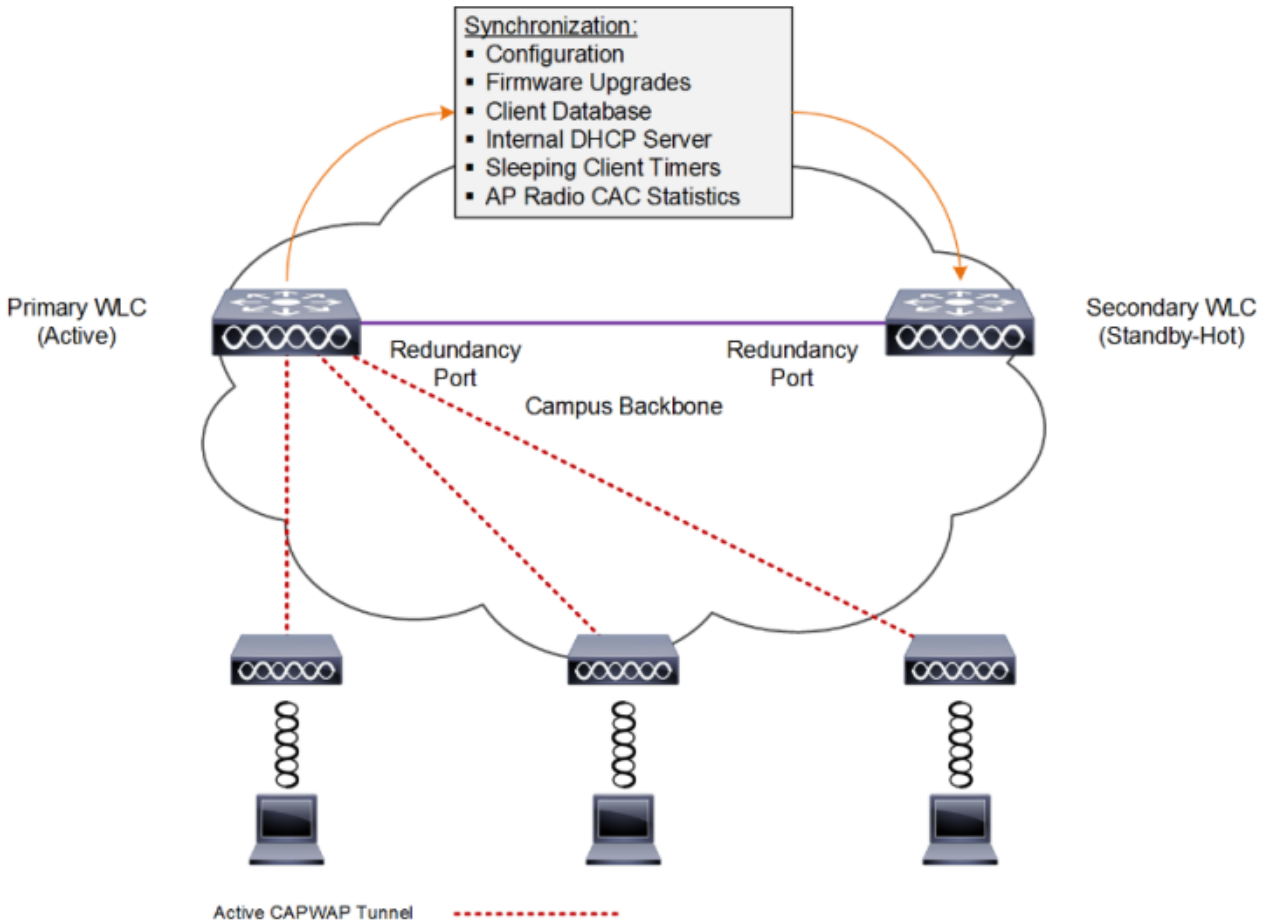 Synchronization:
▪ Configuration
▪ Firmware Upgrades
▪ Client Database
▪ Internal DHCP Server
▪ Sleeping Client Timers
▪ AP Radio CAC Statistics
Primary WLC
(Active)
Secondary WLC
(Standby-Hot)
Redundancy
Port
Redundancy
Port
Campus Backbone
Active CAPWAP Tunnel